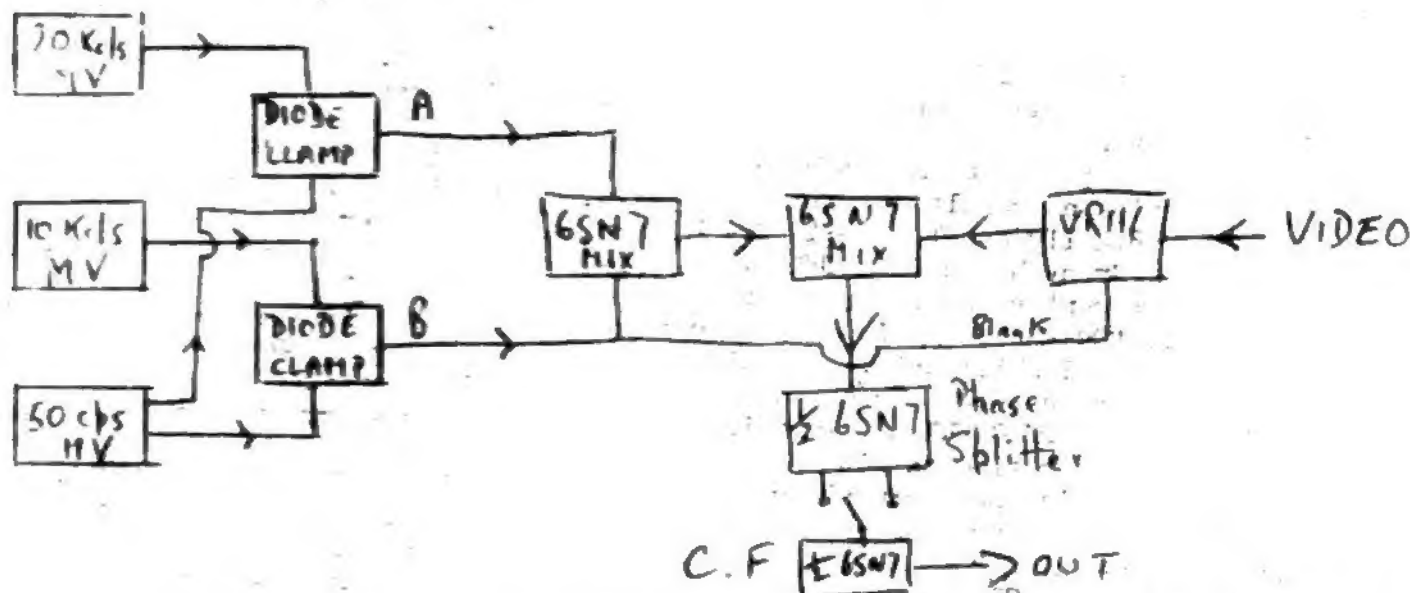 Kc/s
MV
DIODE
CLAMP
A
10 Kc/s
MV
6SN7
MIX
6SN7
MIX
VR116
VIDEO
DIODE
CLAMP
B
Blank
50 cps
MV
½ 6SN7
Phase
Splitter.
C.F
½ 6SN7
OUT